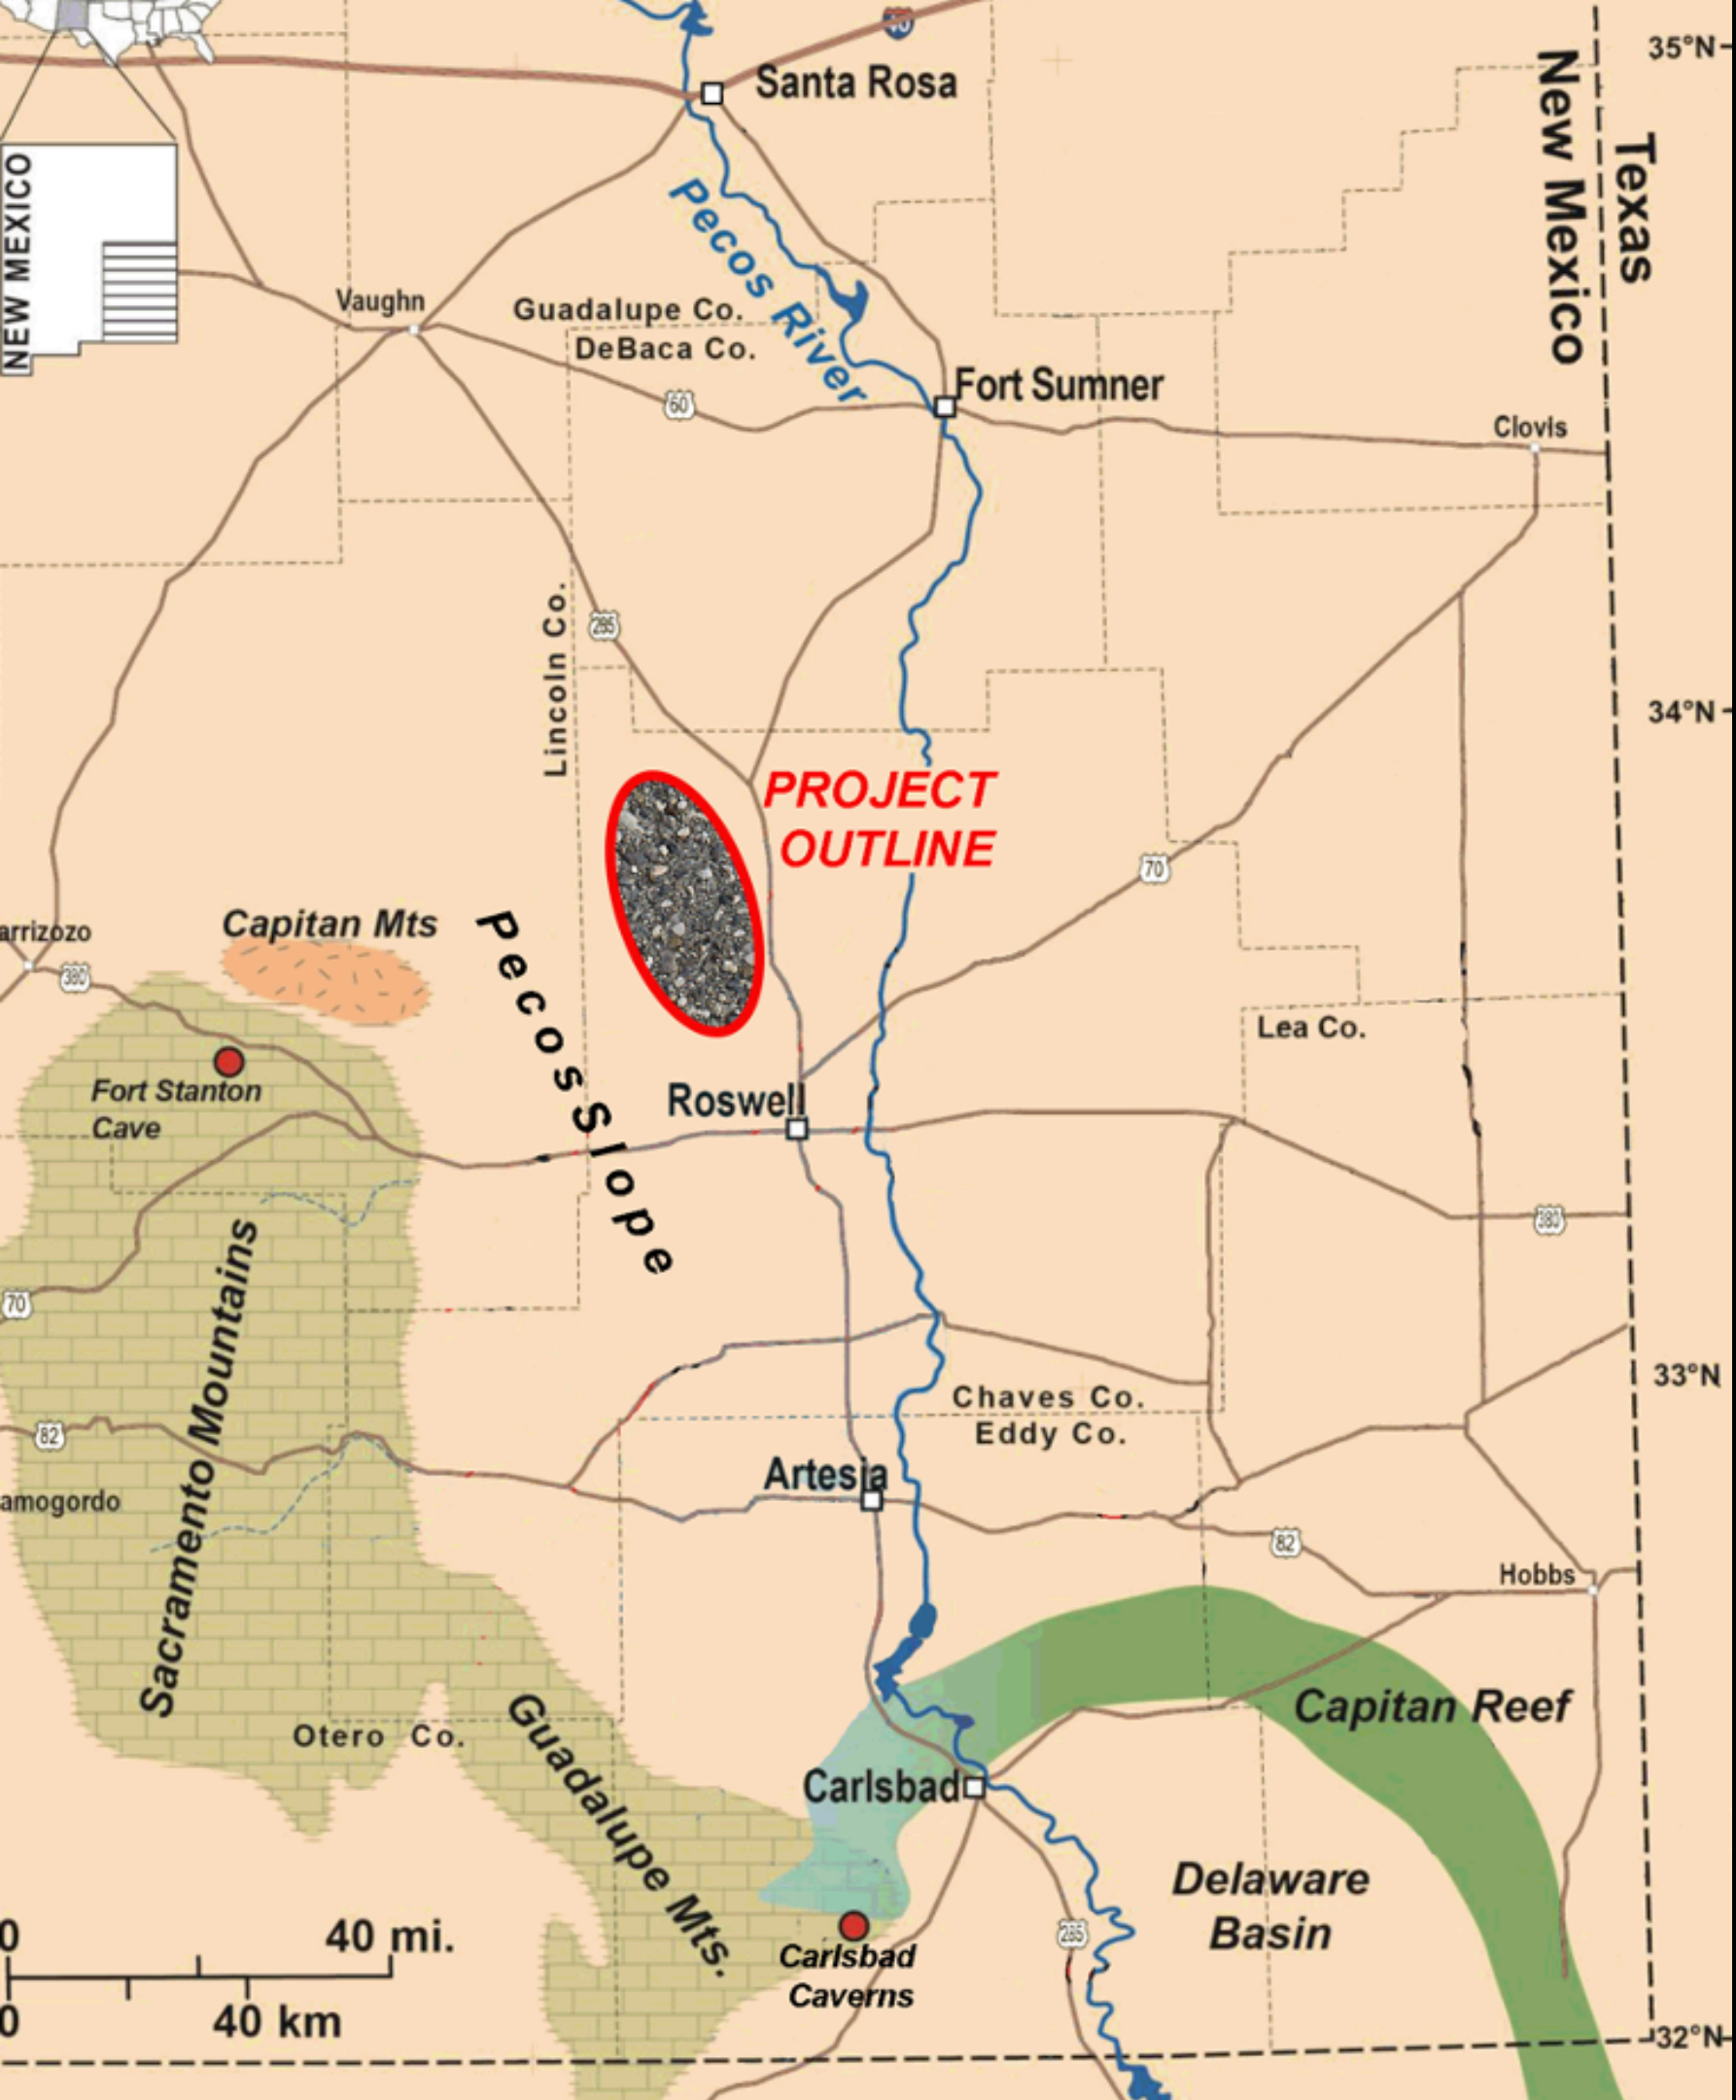 35°N
Santa Rosa
New Mexico
Texas
NEW MEXICO
Pecos River
Vaughn
Guadalupe Co.
DeBaca Co.
60
Fort Sumner
Clovis
Lincoln Co.
285
34°N
PROJECT
OUTLINE
70
Capitan Mts
arrizozo
380
Pecos Slope
Lea Co.
Fort Stanton
Cave
Roswell
380
70
Sacramento Mountains
33°N
Chaves Co.
Eddy Co.
82
Artesia
amogordo
82
Hobbs
Capitan Reef
Otero Co.
Guadalupe Mts.
Carlsbad
Delaware
Basin
285
Carlsbad
Caverns
0 40 mi.
0 40 km
32°N